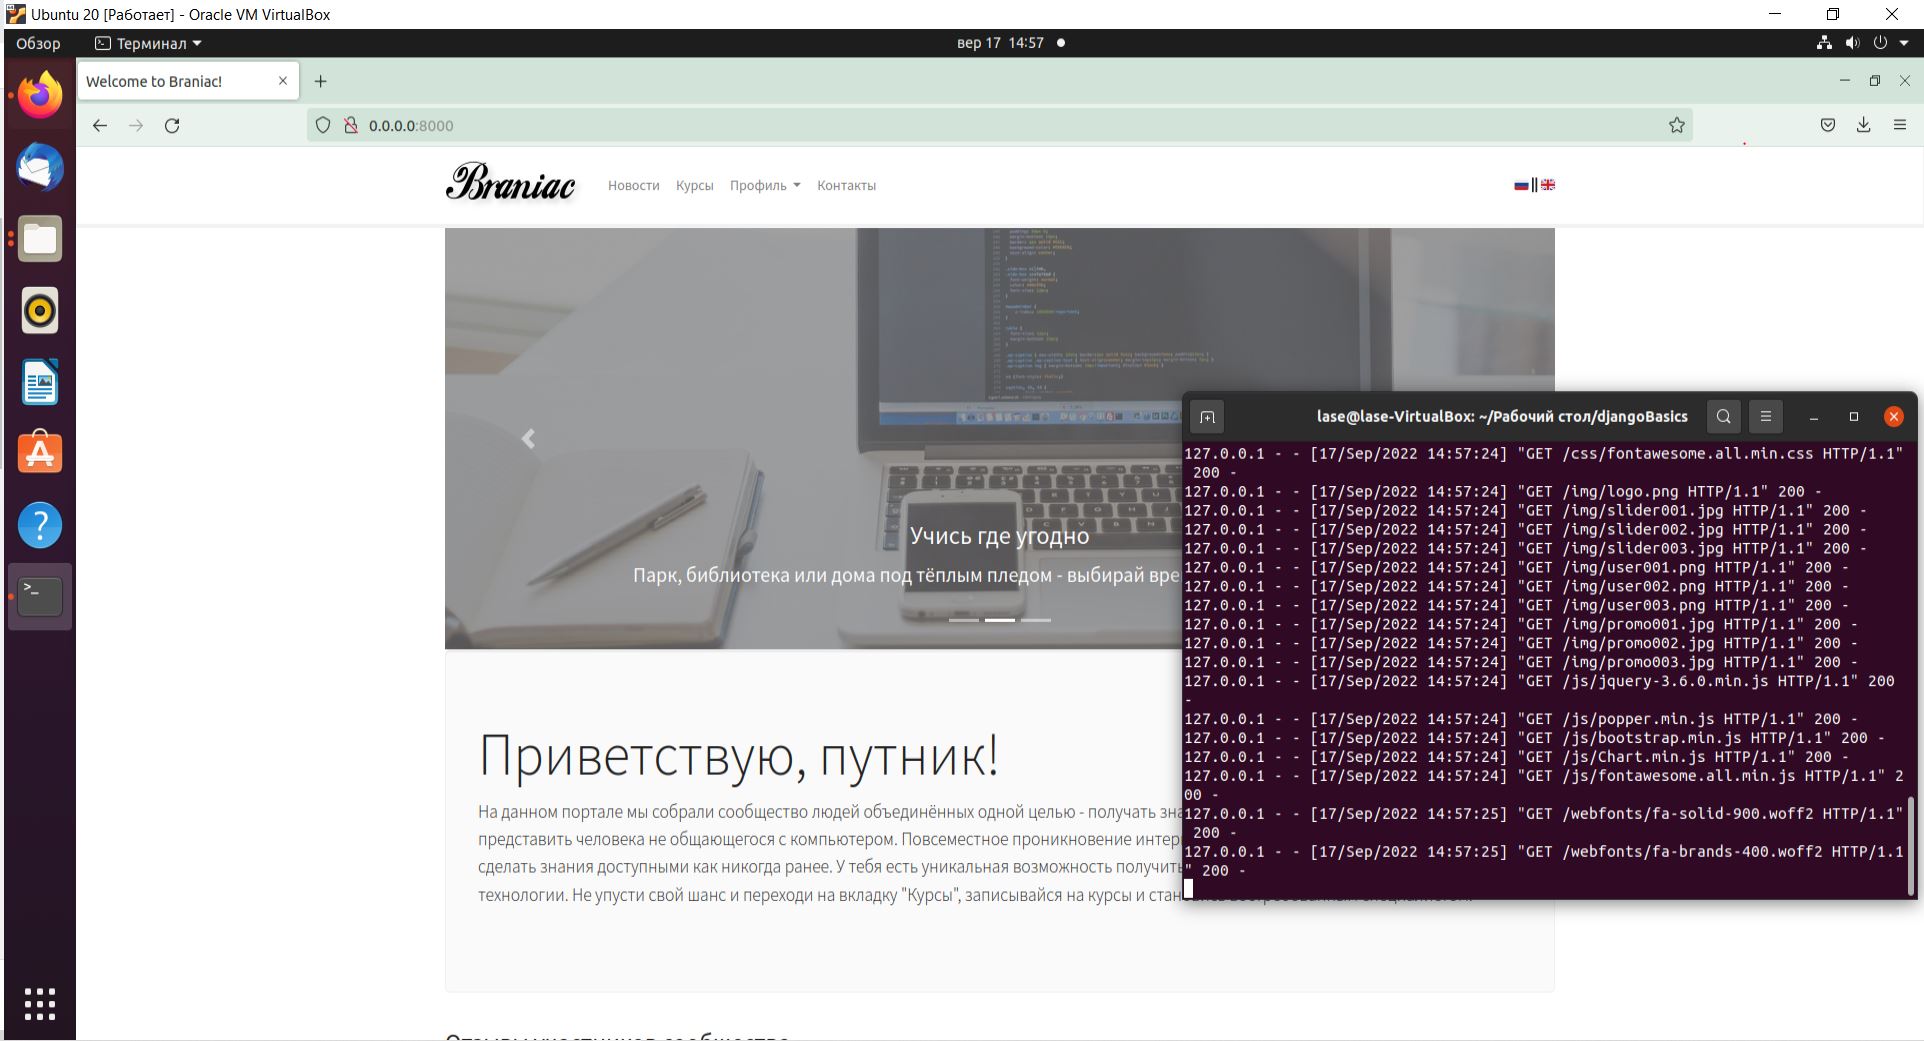 Ubuntu 20 [Работает] - Oracle VM VirtualBox
Обзор Терминал вер 17 14:57
Welcome to Braniac!
0.0.0.0:8000
Braniac Новости Курсы Профиль Контакты
Учись где угодно
Парк, библиотека или дома под тёплым пледом - выбирай вре
Приветствую, путник!
На данном портале мы собрали сообщество людей объединённых одной целью - получать зна
представить человека не общающегося с компьютером. Повсеместное проникновение интер
сделать знания доступными как никогда ранее. У тебя есть уникальная возможность получить
технологии. Не упусти свой шанс и переходи на вкладку "Курсы", записывайся на курсы и стан
lase@lase-VirtualBox: ~/Рабочий стол/djangoBasics
127.0.0.1 - - [17/Sep/2022 14:57:24] "GET /css/fontawesome.all.min.css HTTP/1.1"
200 -
127.0.0.1 - - [17/Sep/2022 14:57:24] "GET /img/logo.png HTTP/1.1" 200 -
127.0.0.1 - - [17/Sep/2022 14:57:24] "GET /img/slider001.jpg HTTP/1.1" 200 -
127.0.0.1 - - [17/Sep/2022 14:57:24] "GET /img/slider002.jpg HTTP/1.1" 200 -
127.0.0.1 - - [17/Sep/2022 14:57:24] "GET /img/slider003.jpg HTTP/1.1" 200 -
127.0.0.1 - - [17/Sep/2022 14:57:24] "GET /img/user001.png HTTP/1.1" 200 -
127.0.0.1 - - [17/Sep/2022 14:57:24] "GET /img/user002.png HTTP/1.1" 200 -
127.0.0.1 - - [17/Sep/2022 14:57:24] "GET /img/user003.png HTTP/1.1" 200 -
127.0.0.1 - - [17/Sep/2022 14:57:24] "GET /img/promo001.jpg HTTP/1.1" 200 -
127.0.0.1 - - [17/Sep/2022 14:57:24] "GET /img/promo002.jpg HTTP/1.1" 200 -
127.0.0.1 - - [17/Sep/2022 14:57:24] "GET /img/promo003.jpg HTTP/1.1" 200 -
127.0.0.1 - - [17/Sep/2022 14:57:24] "GET /js/jquery-3.6.0.min.js HTTP/1.1" 200
-
127.0.0.1 - - [17/Sep/2022 14:57:24] "GET /js/popper.min.js HTTP/1.1" 200 -
127.0.0.1 - - [17/Sep/2022 14:57:24] "GET /js/bootstrap.min.js HTTP/1.1" 200 -
127.0.0.1 - - [17/Sep/2022 14:57:24] "GET /js/Chart.min.js HTTP/1.1" 200 -
127.0.0.1 - - [17/Sep/2022 14:57:24] "GET /js/fontawesome.all.min.js HTTP/1.1" 2
00 -
127.0.0.1 - - [17/Sep/2022 14:57:25] "GET /webfonts/fa-solid-900.woff2 HTTP/1.1"
200 -
127.0.0.1 - - [17/Sep/2022 14:57:25] "GET /webfonts/fa-brands-400.woff2 HTTP/1.1
" 200 -